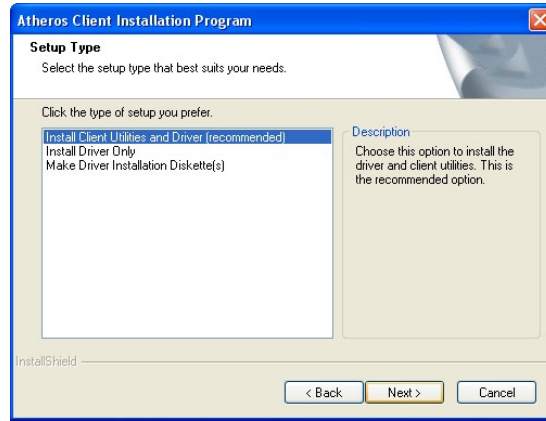 Atheros Client Installation Program
Setup Type
Select the setup type that best suits your needs.
Click the type of setup you prefer.
Install Client Utilities and Driver (recommended)
Install Driver Only
Make Driver Installation Diskette(s)
Description
Choose this option to install the
driver and client utilities. This is
the recommended option.
InstallShield
< Back
Next >
Cancel